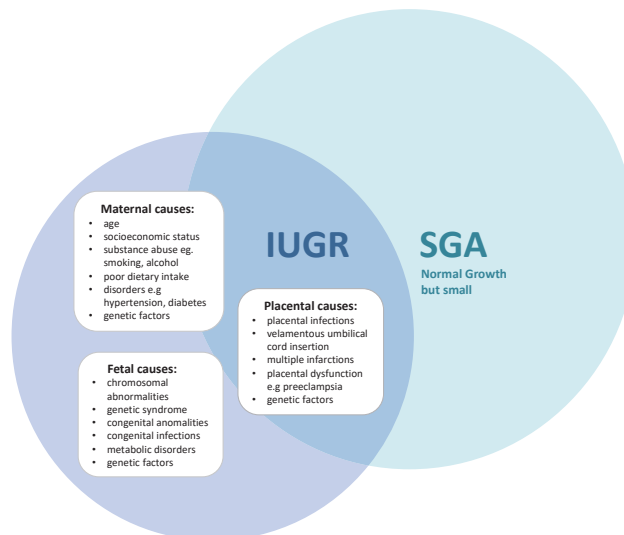 Maternal causes:
• age
• socioeconomic status
• substance abuse eg.
smoking, alcohol
• poor dietary intake
• disorders e.g
hypertension, diabetes
• genetic factors
IUGR
SGA
Normal Growth
but small
Placental causes:
• placental infections
• velamentous umbilical
cord insertion
• multiple infarctions
• placental dysfunction
e.g preeclampsia
• genetic factors
Fetal causes:
• chromosomal
abnormalities
• genetic syndrome
• congenital anomalities
• congenital infections
• metabolic disorders
• genetic factors